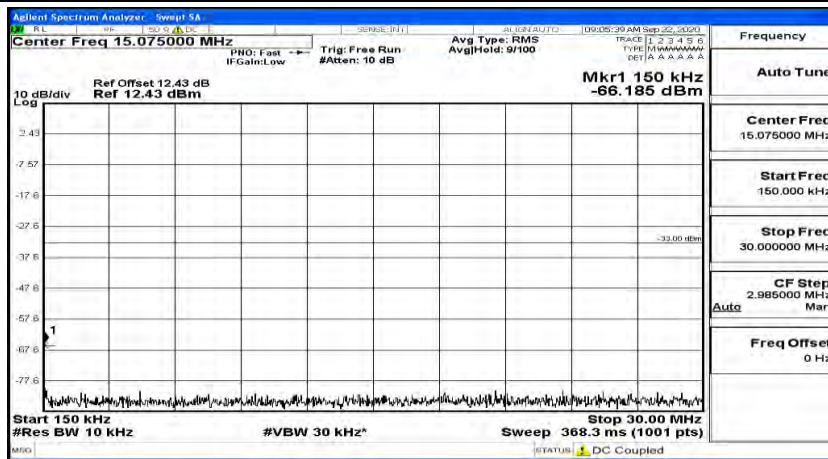 Agilent Spectrum Analyzer - Swept SA
RL RF 50 Ω DC SENSE:INT ALIGN AUTO 09:05:39 AM Sep 22, 2020
Center Freq 15.075000 MHz
PNO: Fast
IFGain:Low
Trig: Free Run
#Atten: 10 dB
Avg Type: RMS
Avg|Hold: 9/100
TRACE 1 2 3 4 5 6
TYPE MWWWWW
DET A A A A A A
Ref Offset 12.43 dB
Ref 12.43 dBm
10 dB/div
Log
Mkr1 150 kHz
-66.185 dBm
2.43
-7.57
-17.6
-27.6
-33.00 dBm
-37.6
-47.6
-57.6
1
-67.6
-77.6
Start 150 kHz
Stop 30.00 MHz
#Res BW 10 kHz
#VBW 30 kHz*
Sweep 368.3 ms (1001 pts)
MSG
STATUS DC Coupled
Frequency
Auto Tune
Center Freq
15.075000 MHz
Start Freq
150.000 kHz
Stop Freq
30.000000 MHz
CF Step
2.985000 MHz
Auto Man
Freq Offset
0 Hz